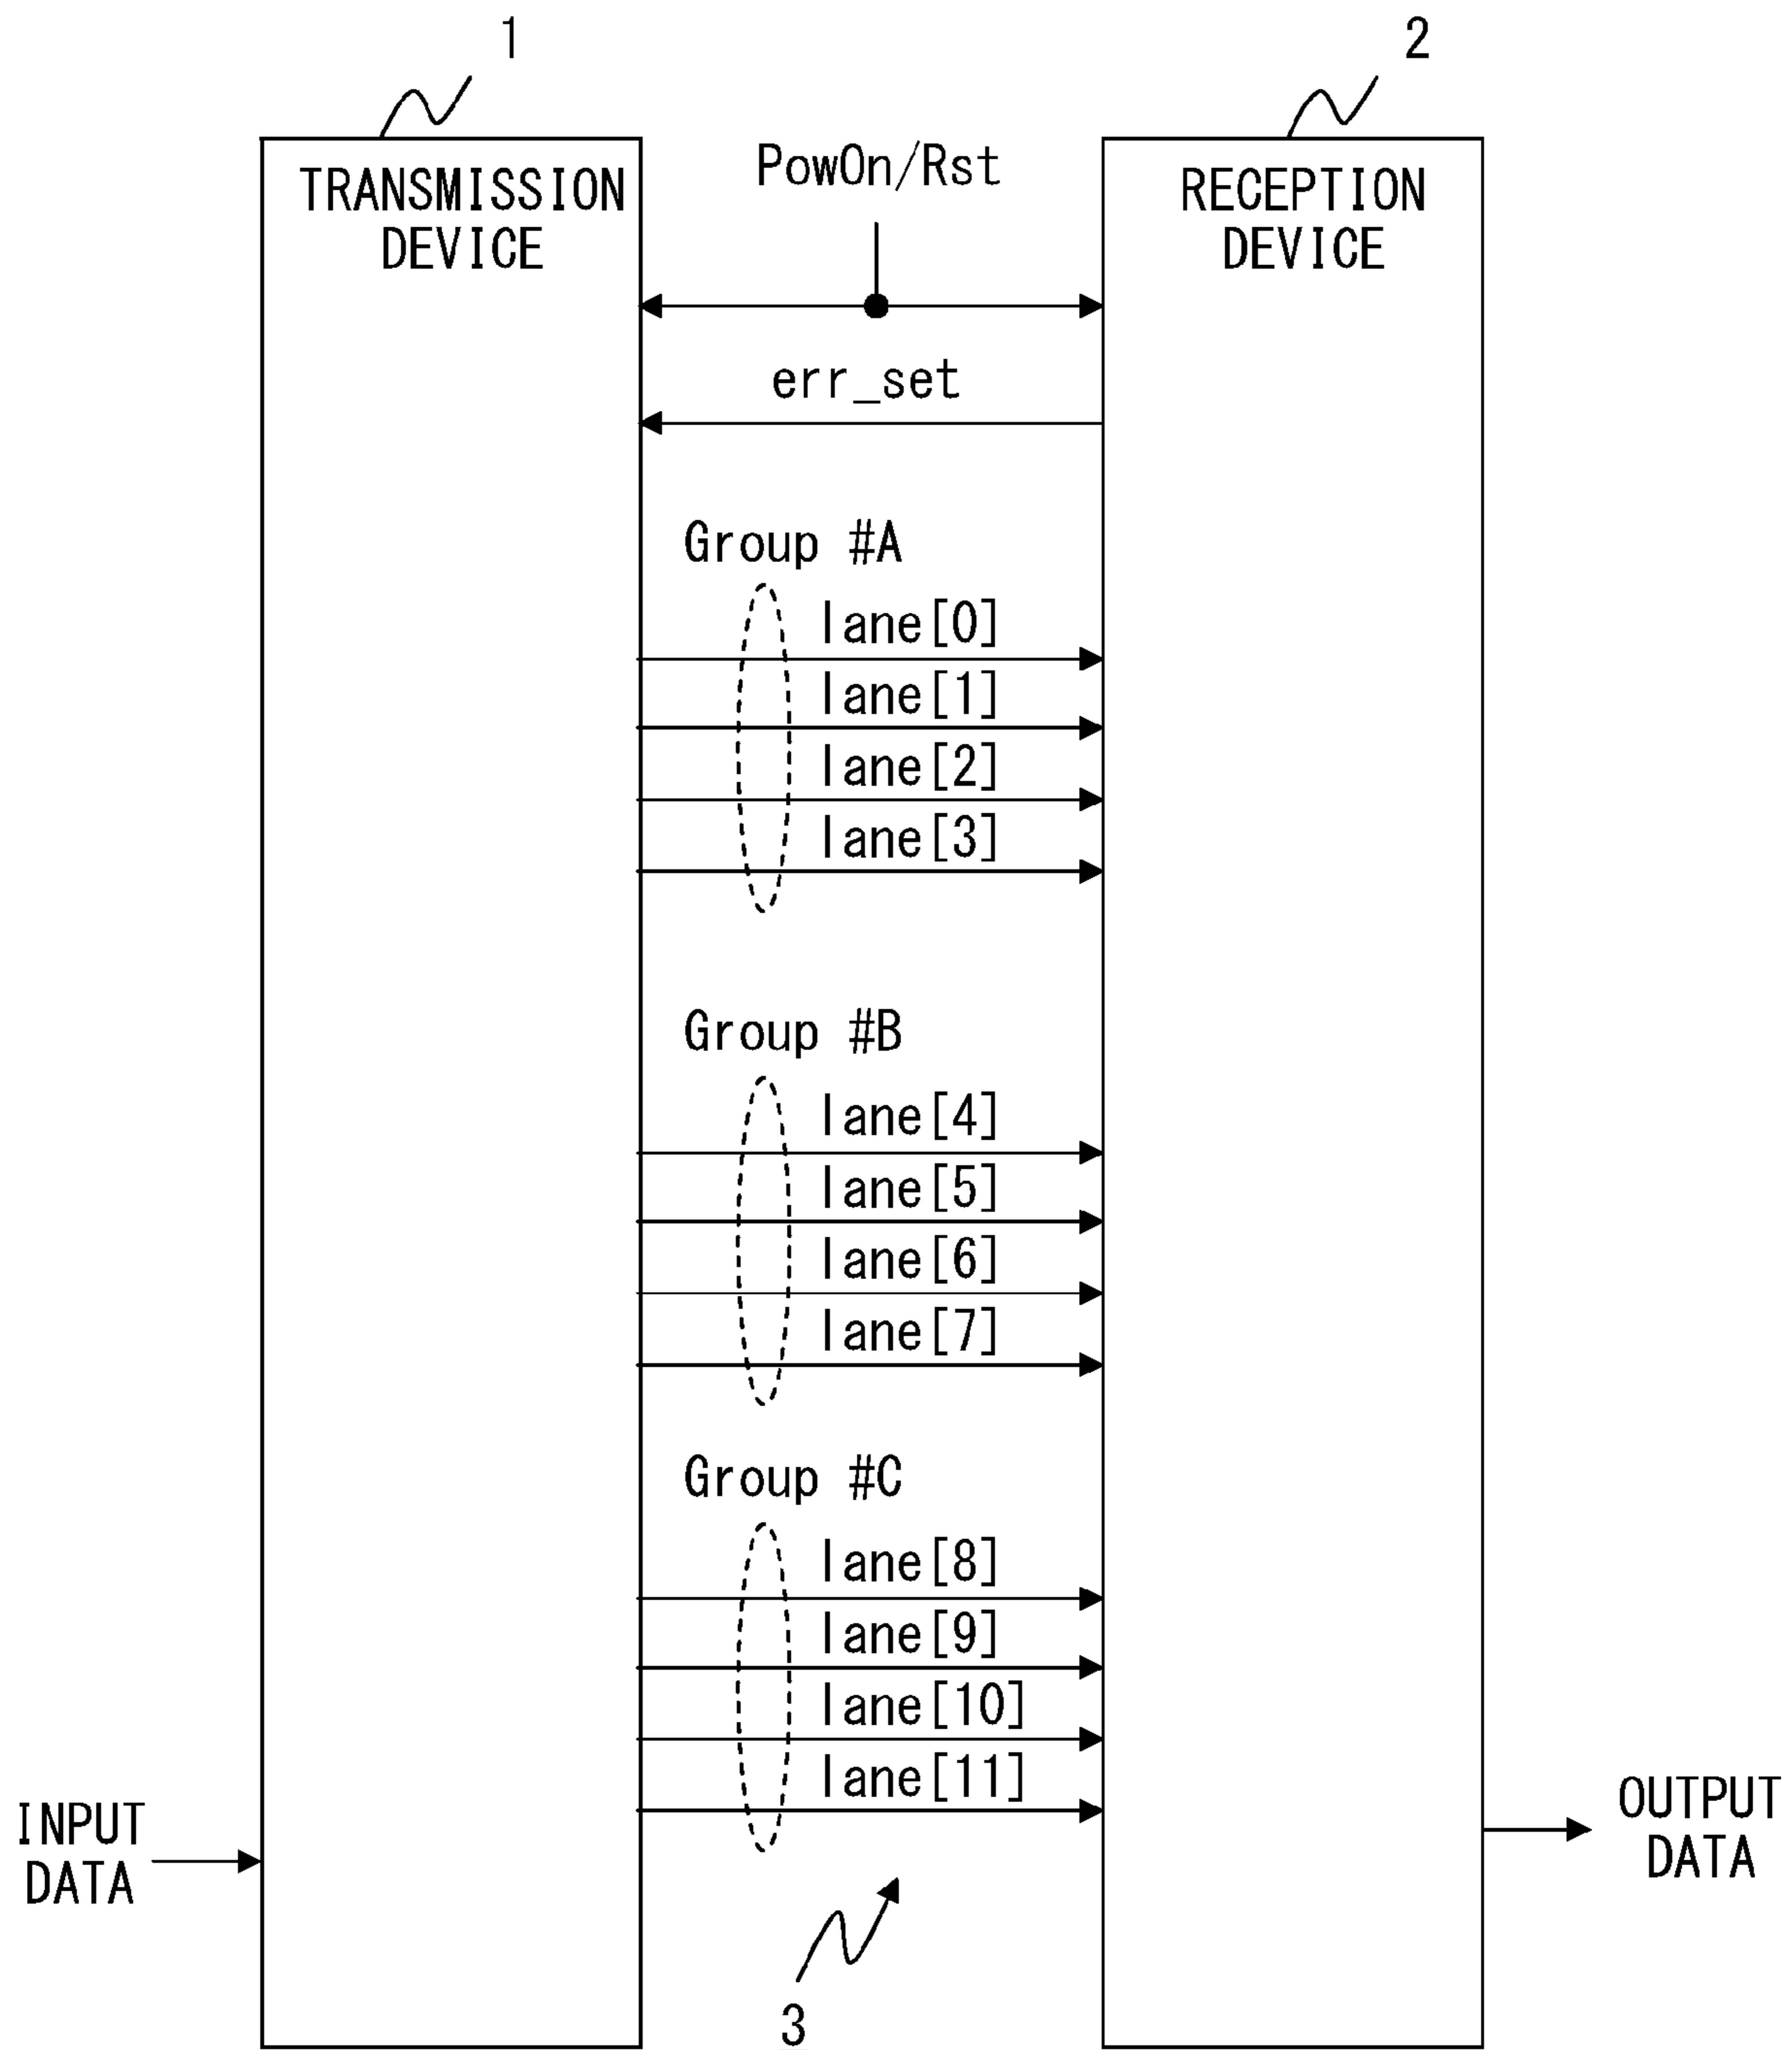 1
2
TRANSMISSION
DEVICE
PowOn/Rst
RECEPTION
DEVICE
err_set
Group #A
lane[0]
lane[1]
lane[2]
lane[3]
Group #B
lane[4]
lane[5]
lane[6]
lane[7]
Group #C
lane[8]
lane[9]
lane[10]
lane[11]
INPUT
DATA
OUTPUT
DATA
3